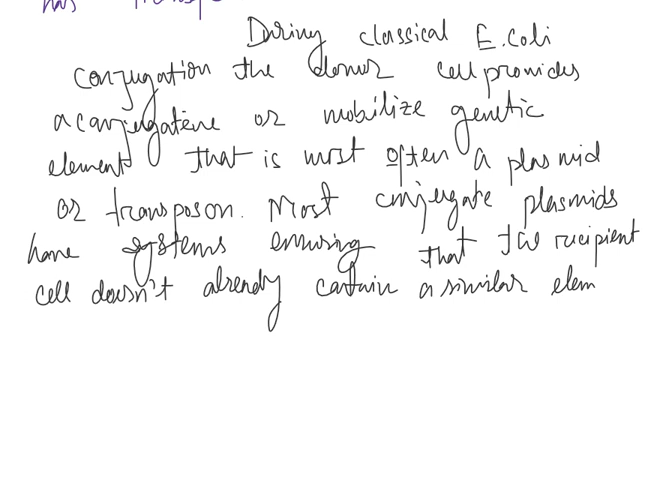 has
During classical E.coli
conjugation the donor cell provides
a conjugative or mobilize genetic
element that is most often a plasmid
or transposon. Most conjugate plasmids
have systems ensuring that the recipient
cell doesn't already contain a similar elem